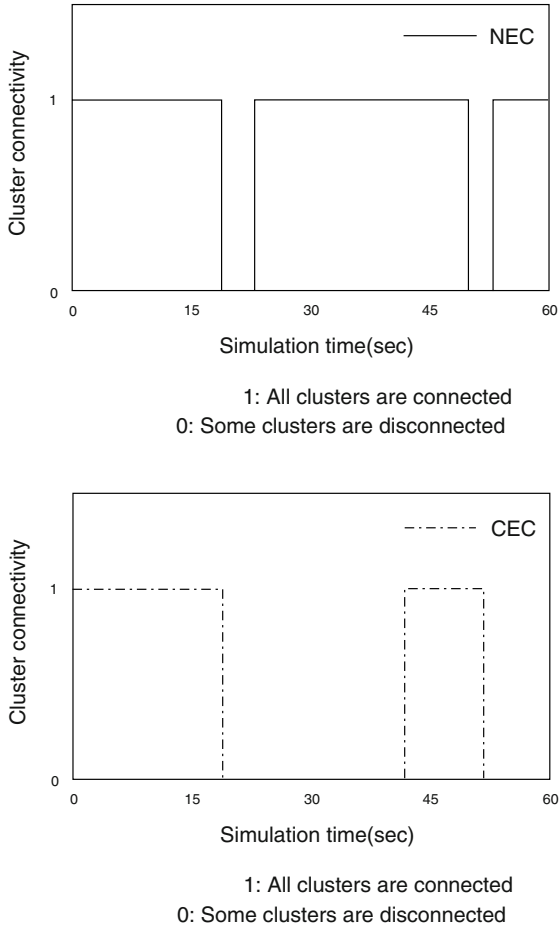 NEC
Cluster connectivity
1
0
0 15 30 45 60
Simulation time(sec)
1: All clusters are connected
0: Some clusters are disconnected
CEC
Cluster connectivity
1
0
0 15 30 45 60
Simulation time(sec)
1: All clusters are connected
0: Some clusters are disconnected